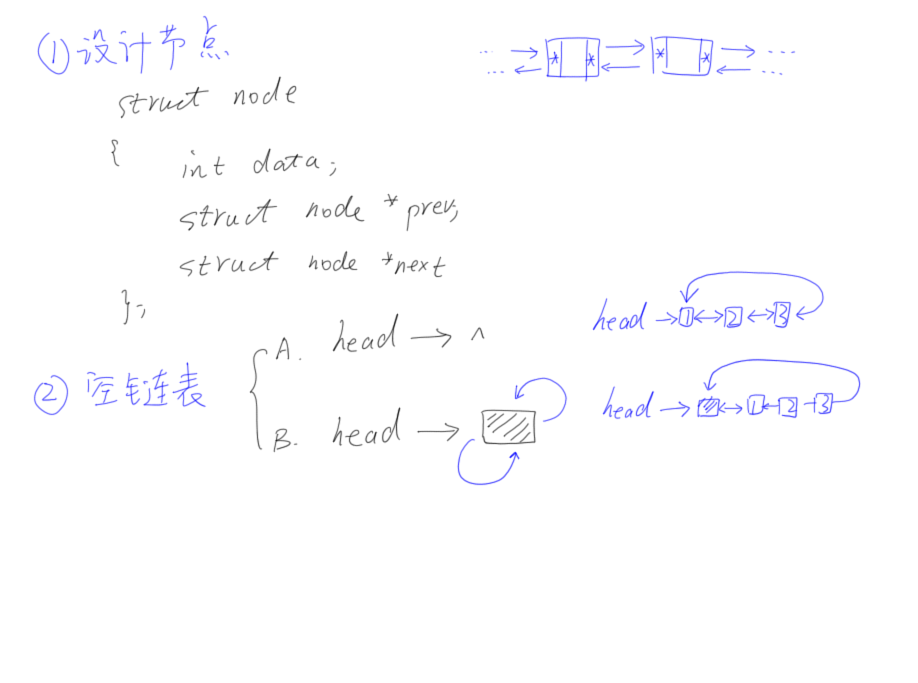 ① 设计节点
... * * * * ...
... ...
struct node
{ int data;
struct node *prev;
struct node *next
};
head → 1 ↔ 2 ↔ 3
② 空链表
A. head → ^
head → ↔ 1 ← 2 → 3
B. head →